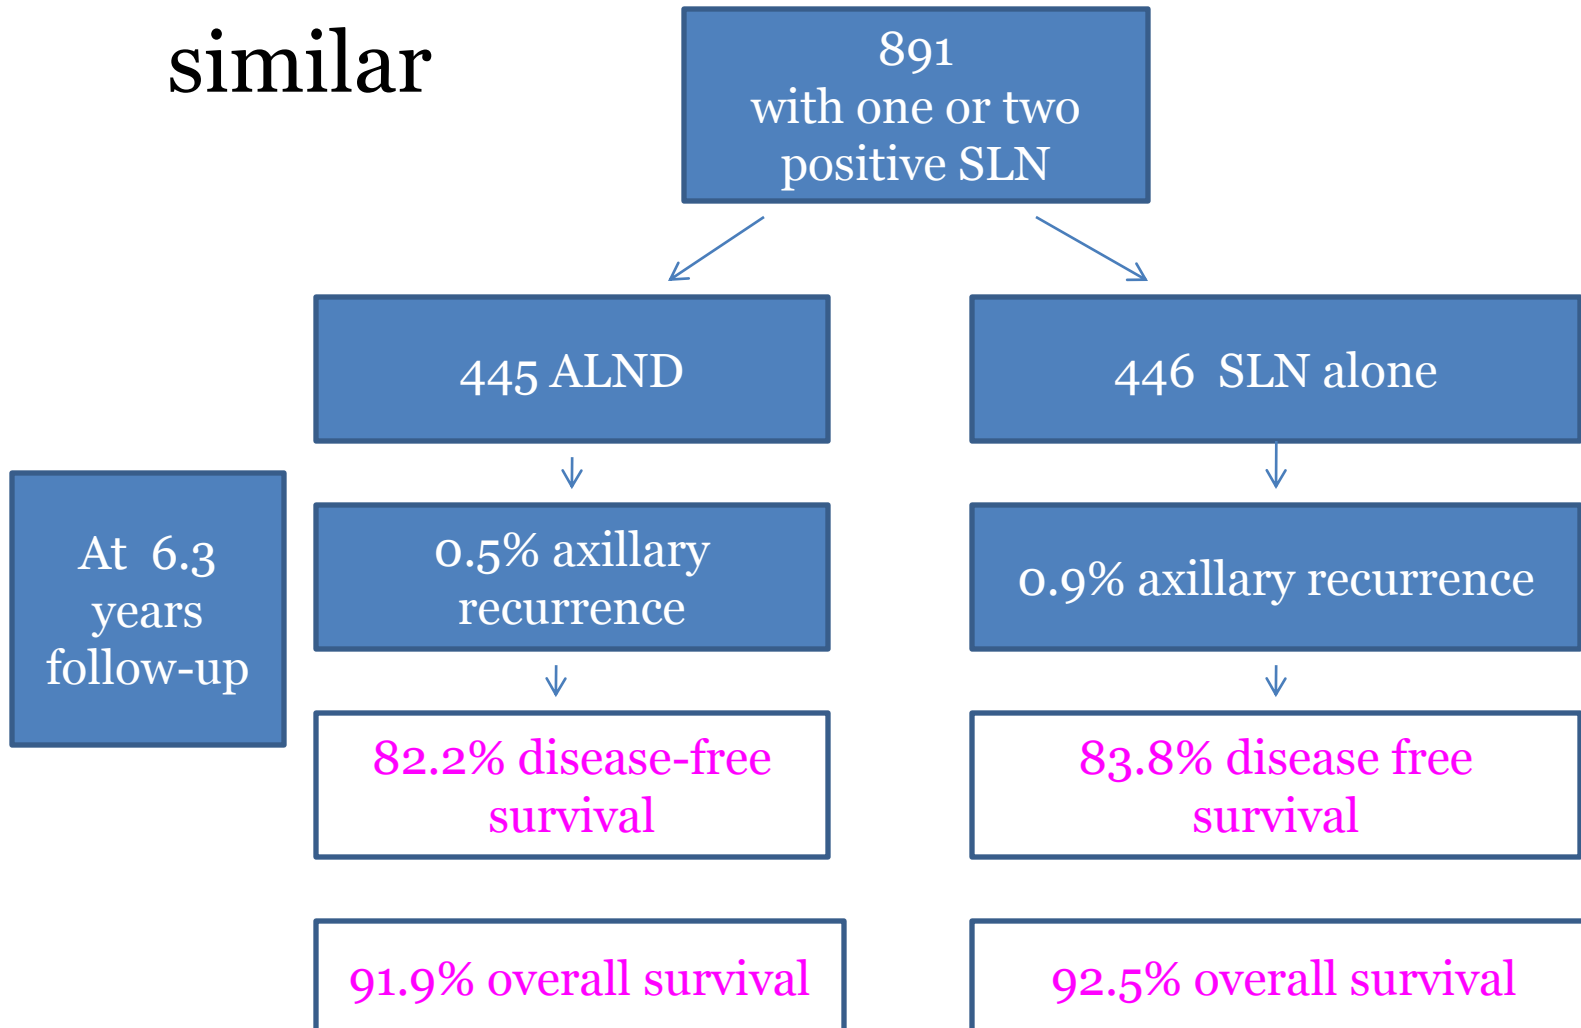 similar
891
with one or two
positive SLN
445 ALND
446 SLN alone
At 6.3
years
follow-up
0.5% axillary
recurrence
0.9% axillary recurrence
82.2% disease-free
survival
83.8% disease free
survival
91.9% overall survival
92.5% overall survival